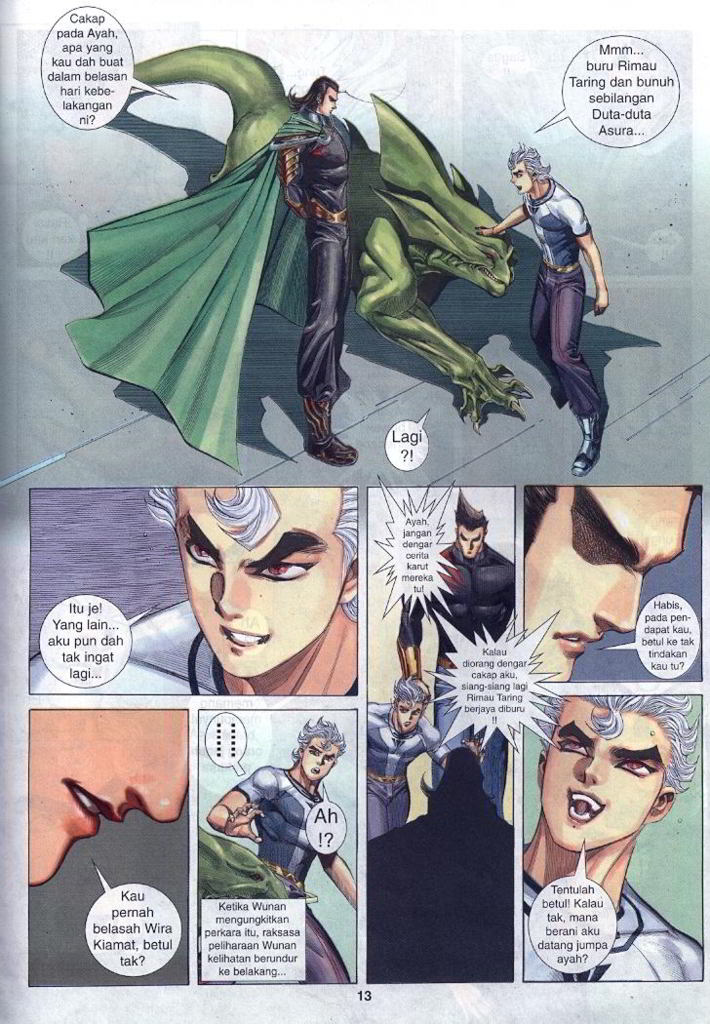 Cakap
pada Ayah,
apa yang
kau dah buat
dalam belasan
hari kebe-
lakangan
ni?
Mmm...
buru Rimau
Taring dan bunuh
sebilangan
Duta-duta
Asura...
Lagi
?!
Itu je!
Yang lain...
aku pun dah
tak ingat
lagi...
Ayah,
jangan
dengar
cerita
karut
mereka
tu!
Kalau
diorang dengar
cakap aku,
siang-siang lagi
Rimau Taring
berjaya diburu
!!
Habis,
pada pen-
dapat kau,
betul ke tak
tindakan
kau tu?
Kau
pernah
belasah Wira
Kiamat, betul
tak?
Ah
!?
Ketika Wunan
mengungkitkan
perkara itu, raksasa
peliharaan Wunan
kelihatan berundur
ke belakang...
Tentulah
betul! Kalau
tak, mana
berani aku
datang jumpa
ayah?
13